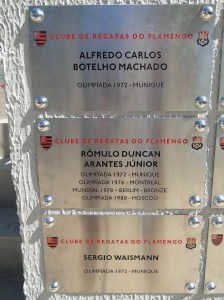 CLUBE DE REGATAS DO FLAMENGO
ALFREDO CARLOS
BOTELHO MACHADO
OLIMPÍADA 1972 - MUNIQUE
CLUBE DE REGATAS DO FLAMENGO
RÔMULO DUNCAN
ARANTES JÚNIOR
OLIMPÍADA 1972 - MUNIQUE
OLIMPÍADA 1976 - MONTREAL
MUNDIAL 1978 - BERLIM - BRONZE
OLIMPÍADA 1980 - MOSCOU
CLUBE DE REGATAS DO FLAMENGO
SERGIO WAISMANN
OLIMPÍADA 1972 - MUNIQUE